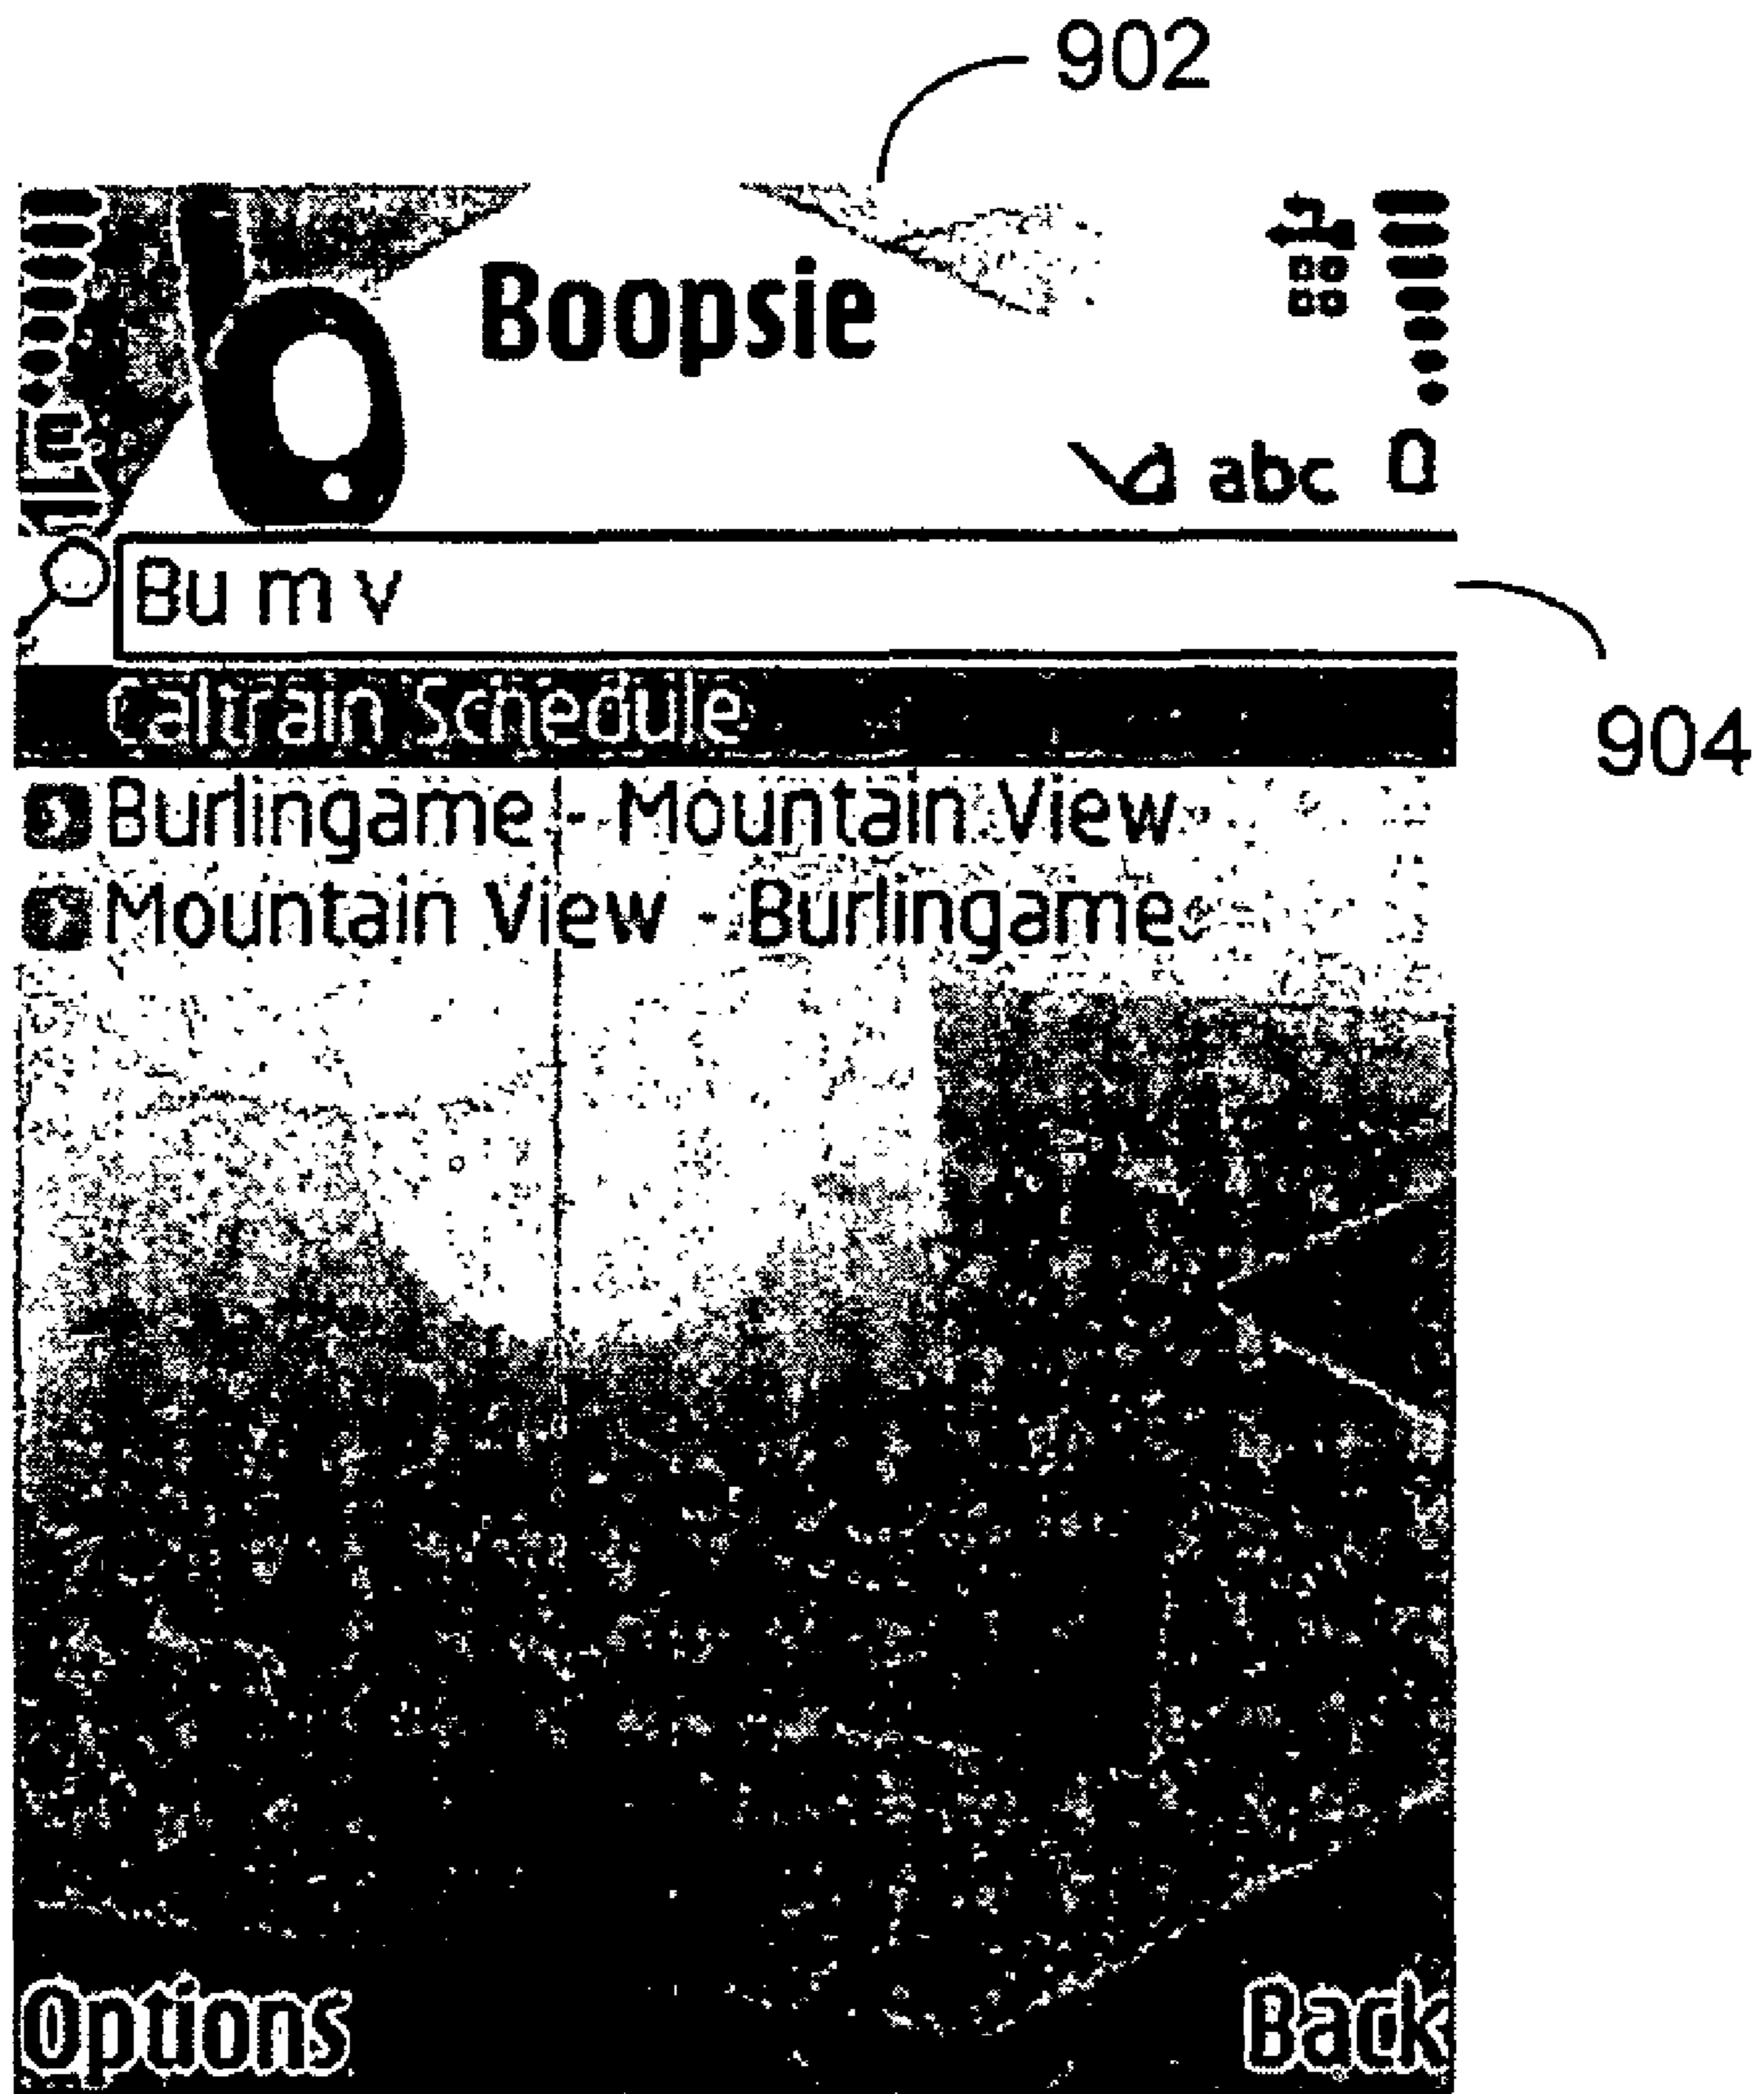 902
Boopsie
abc
Bu m v
904
Caltrain Schedule
Burlingame - Mountain View
Mountain View - Burlingame
Options
Back